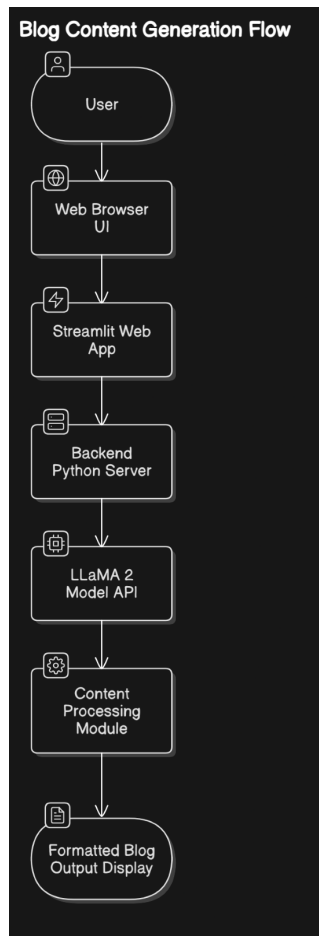 Blog Content Generation Flow
User
Web Browser
UI
Streamlit Web
App
Backend
Python Server
LLaMA 2
Model API
Content
Processing
Module
Formatted Blog
Output Display